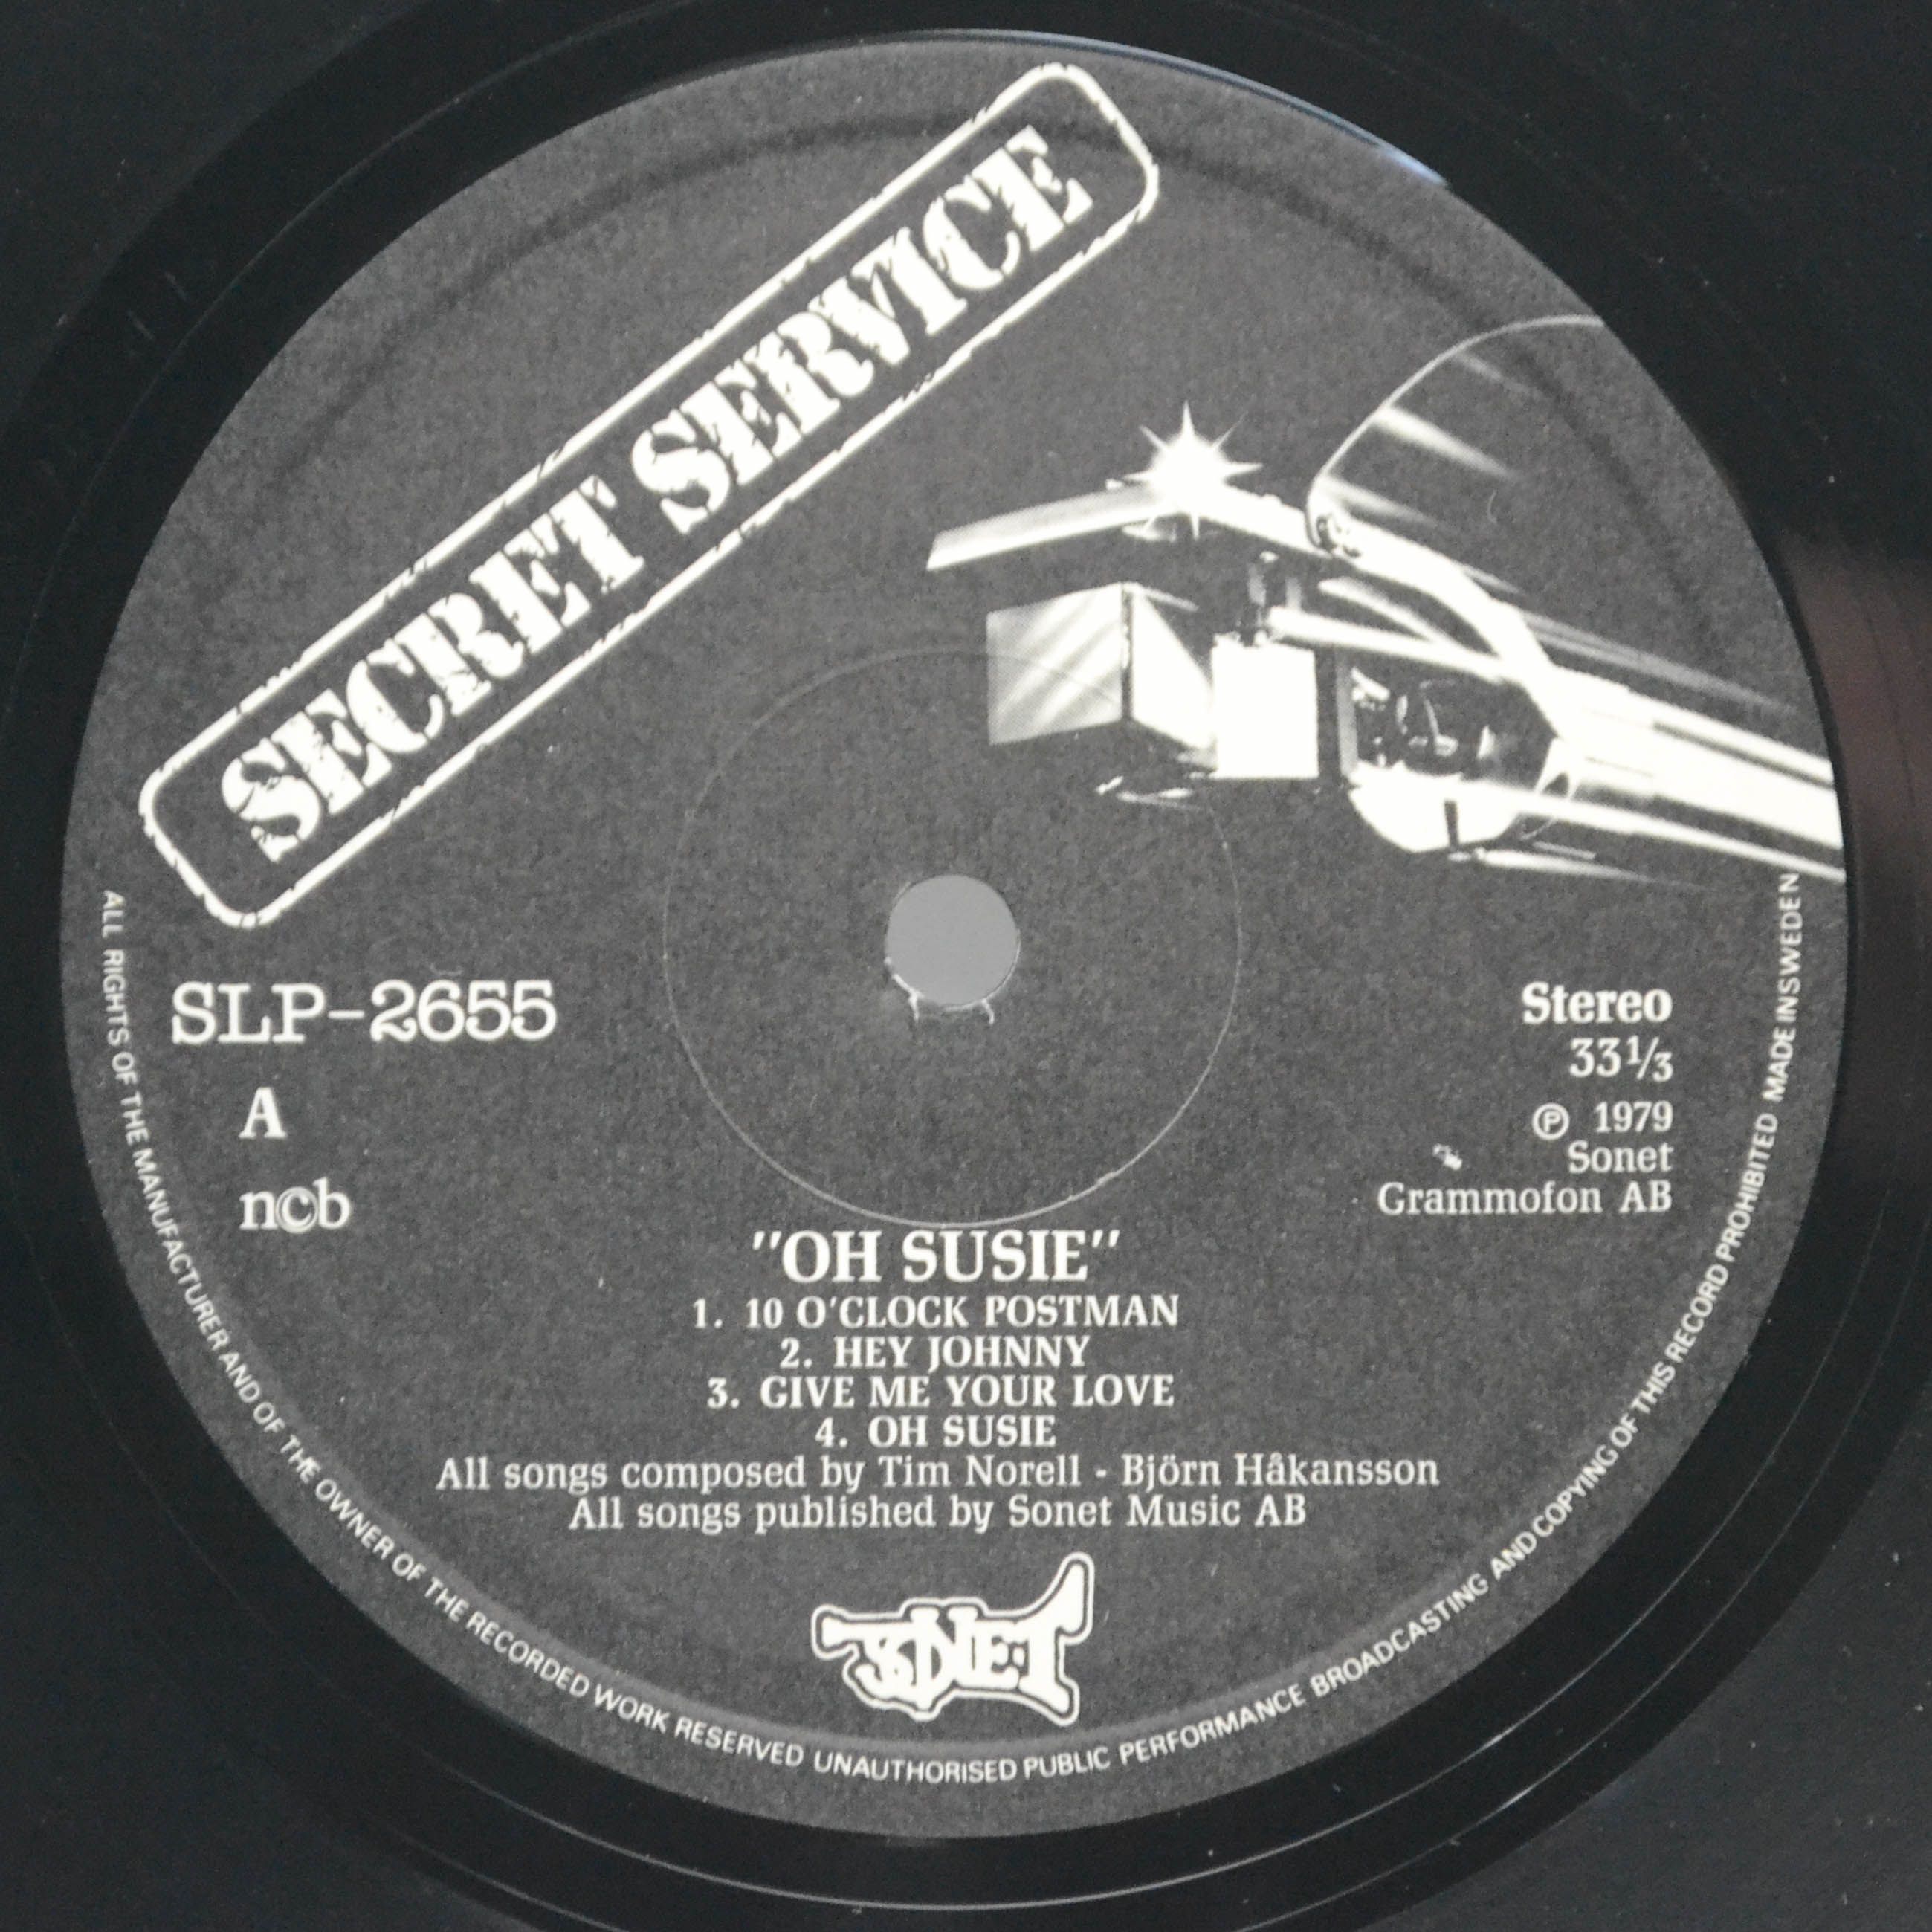 SECRET SERVICE
SLP-2655
A
ncb
Stereo
33⅓
℗ 1979
Sonet
Grammofon AB
"OH SUSIE"
1. 10 O'CLOCK POSTMAN
2. HEY JOHNNY
3. GIVE ME YOUR LOVE
4. OH SUSIE
All songs composed by Tim Norell - Björn Håkansson
All songs published by Sonet Music AB
SONET
ALL RIGHTS OF THE MANUFACTURER AND OF THE OWNER OF THE RECORDED WORK RESERVED UNAUTHORISED PUBLIC PERFORMANCE BROADCASTING AND COPYING OF THIS RECORD PROHIBITED MADE IN SWEDEN